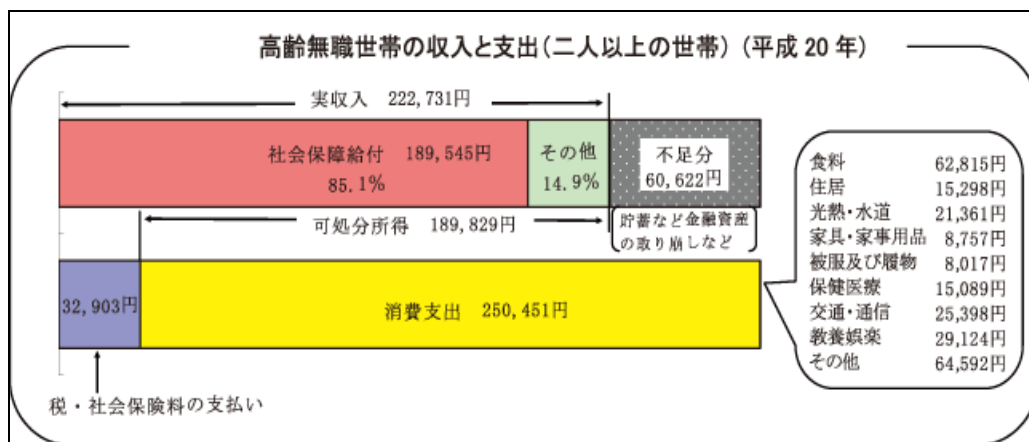 高齢無職世帯の収入と支出(二人以上の世帯) (平成 20 年)
実収入 222,731円
社会保障給付 189,545円
85.1%
その他
14.9%
不足分
60,622円
可処分所得 189,829円
貯蓄など金融資産
の取り崩しなど
32,903円
消費支出 250,451円
税・社会保険料の支払い
食料 62,815円
住居 15,298円
光熱・水道 21,361円
家具・家事用品 8,757円
被服及び履物 8,017円
保健医療 15,089円
交通・通信 25,398円
教養娯楽 29,124円
その他 64,592円